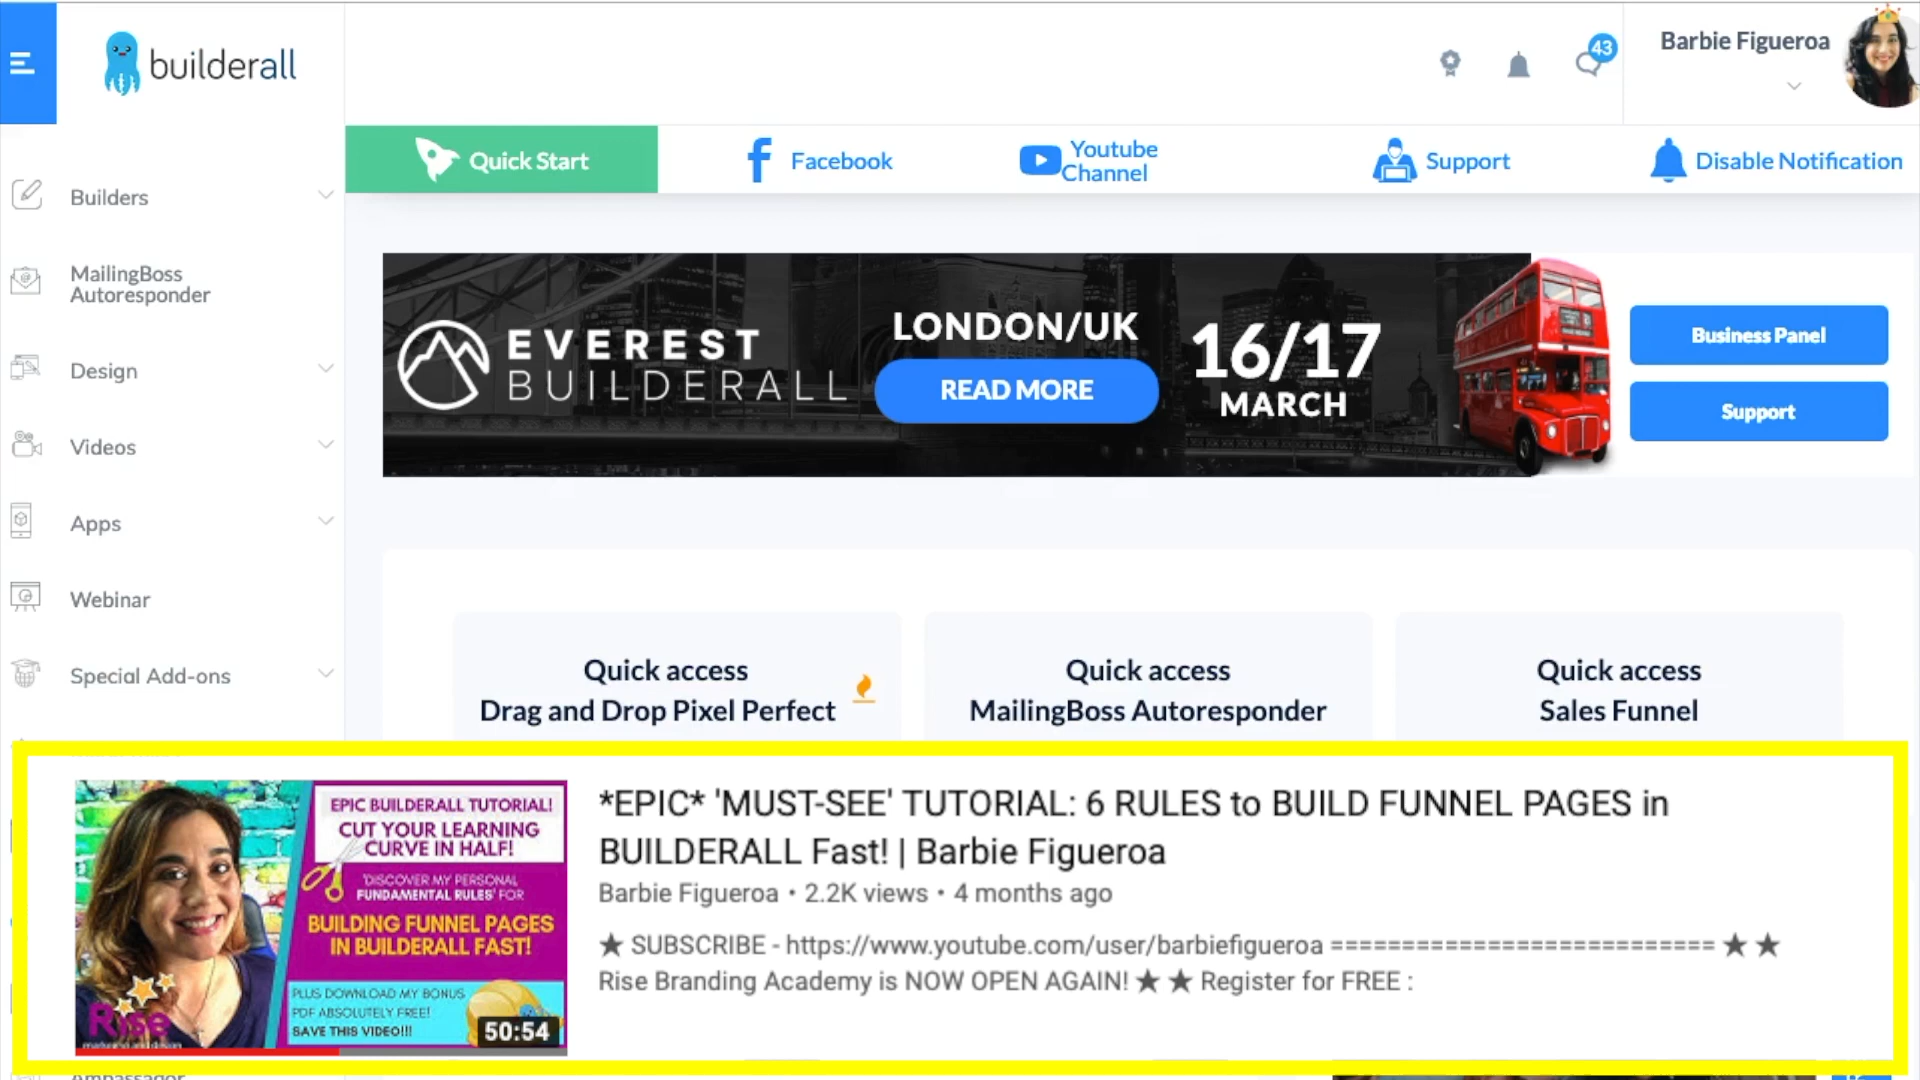 builderall
43
Barbie Figueroa
Quick Start
Facebook
Youtube
Channel
Support
Disable Notification
Builders
MailingBoss
Autoresponder
Design
Videos
Apps
Webinar
Special Add-ons
EVEREST
BUILDERALL
LONDON/UK
READ MORE
16/17
MARCH
Business Panel
Support
Quick access
Drag and Drop Pixel Perfect
Quick access
MailingBoss Autoresponder
Quick access
Sales Funnel
EPIC BUILDERALL TUTORIAL!
CUT YOUR LEARNING
CURVE IN HALF!
'DISCOVER MY PERSONAL
FUNDAMENTAL RULES' FOR
BUILDING FUNNEL PAGES
IN BUILDERALL FAST!
PLUS DOWNLOAD MY BONUS
PDF ABSOLUTELY FREE!
SAVE THIS VIDEO!!!
Rise
50:54
*EPIC* 'MUST-SEE' TUTORIAL: 6 RULES to BUILD FUNNEL PAGES in
BUILDERALL Fast! | Barbie Figueroa
Barbie Figueroa • 2.2K views • 4 months ago
★ SUBSCRIBE - https://www.youtube.com/user/barbiefigueroa =========================== ★ ★
Rise Branding Academy is NOW OPEN AGAIN! ★ ★ Register for FREE :
Ambassador